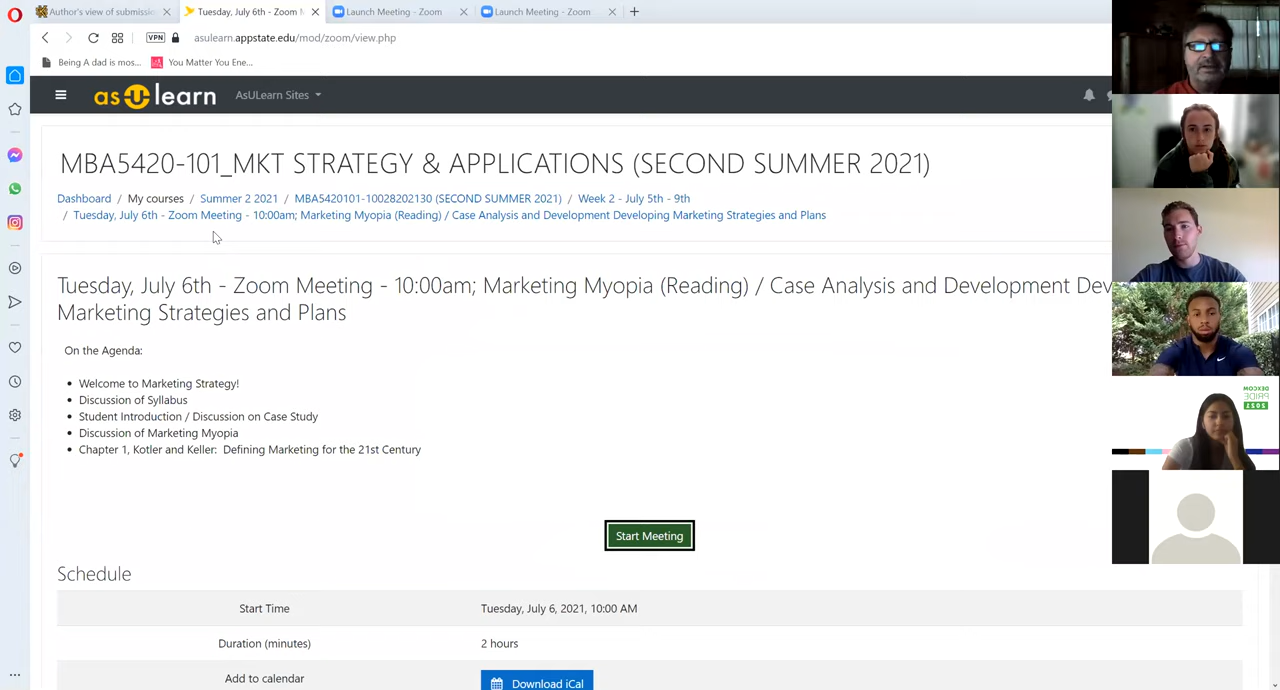 Author's view of submissio
Tuesday, July 6th - Zoom M
Launch Meeting - Zoom
Launch Meeting - Zoom
VPN
asulearn.appstate.edu/mod/zoom/view.php
Being A dad is mos...
You Matter You Ene...
asULearn
AsULearn Sites
MBA5420-101_MKT STRATEGY & APPLICATIONS (SECOND SUMMER 2021)
Dashboard / My courses / Summer 2 2021 / MBA5420101-10028202130 (SECOND SUMMER 2021) / Week 2 - July 5th - 9th
/ Tuesday, July 6th - Zoom Meeting - 10:00am; Marketing Myopia (Reading) / Case Analysis and Development Developing Marketing Strategies and Plans
Tuesday, July 6th - Zoom Meeting - 10:00am; Marketing Myopia (Reading) / Case Analysis and Development Dev
Marketing Strategies and Plans
On the Agenda:
• Welcome to Marketing Strategy!
• Discussion of Syllabus
• Student Introduction / Discussion on Case Study
• Discussion of Marketing Myopia
• Chapter 1, Kotler and Keller: Defining Marketing for the 21st Century
Start Meeting
Schedule
Start Time Tuesday, July 6, 2021, 10:00 AM
Duration (minutes) 2 hours
Add to calendar Download iCal
DEXCOM
PRIDE
2021